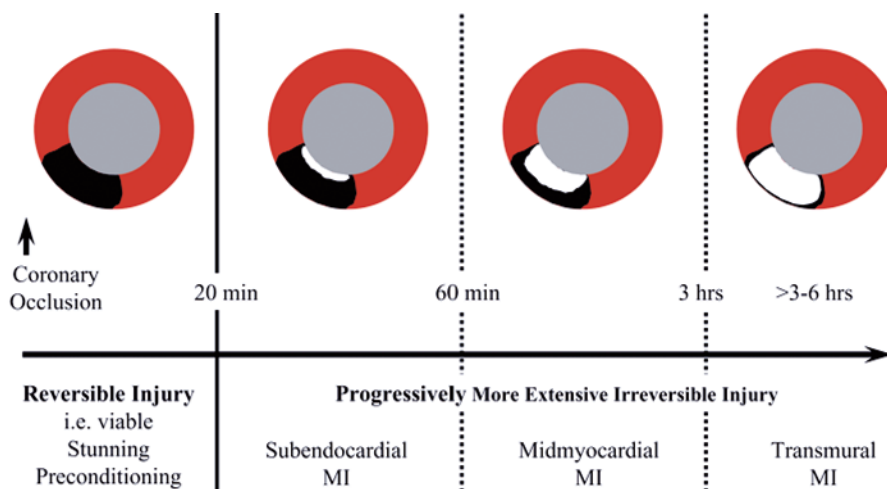 Coronary
Occlusion
20 min
60 min
3 hrs
>3-6 hrs
Reversible Injury
i.e. viable
Stunning
Preconditioning
Progressively More Extensive Irreversible Injury
Subendocardial
MI
Midmyocardial
MI
Transmural
MI